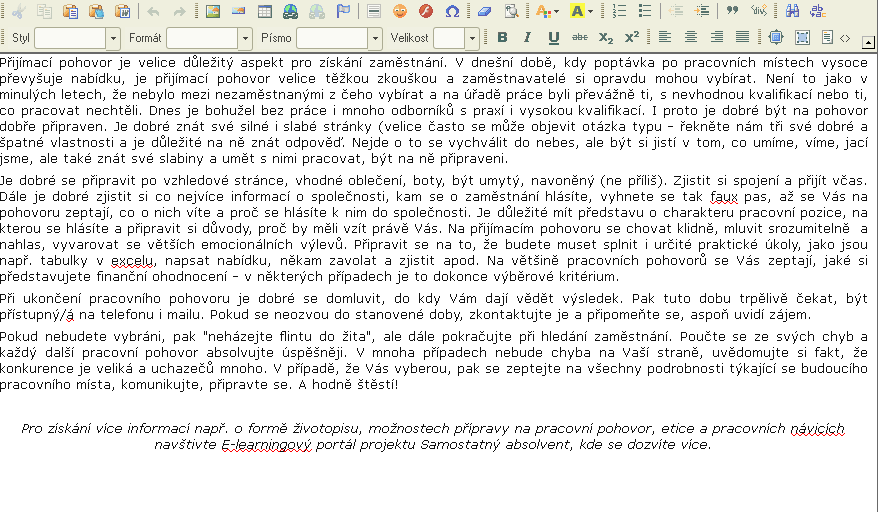 Styl Formát Písmo Velikost B I U abc x₂ x²
Přijímací pohovor je velice důležitý aspekt pro získání zaměstnání. V dnešní době, kdy poptávka po pracovních místech vysoce
převyšuje nabídku, je přijímací pohovor velice těžkou zkouškou a zaměstnavatelé si opravdu mohou vybírat. Není to jako v
minulých letech, že nebylo mezi nezaměstnanými z čeho vybírat a na úřadě práce byli převážně ti, s nevhodnou kvalifikací nebo ti,
co pracovat nechtěli. Dnes je bohužel bez práce i mnoho odborníků s praxí i vysokou kvalifikací. I proto je dobré být na pohovor
dobře připraven. Je dobré znát své silné i slabé stránky (velice často se může objevit otázka typu – řekněte nám tři své dobré a
špatné vlastnosti a je důležité na ně znát odpověď. Nejde o to se vychválit do nebes, ale být si jistí v tom, co umíme, víme, jací
jsme, ale také znát své slabiny a umět s nimi pracovat, být na ně připraveni.
Je dobré se připravit po vzhledové stránce, vhodné oblečení, boty, být umytý, navoněný (ne příliš). Zjistit si spojení a přijít včas.
Dále je dobré zjistit si co nejvíce informací o společnosti, kam se o zaměstnání hlásíte, vyhnete se tak faux pas, až se Vás na
pohovoru zeptají, co o nich víte a proč se hlásíte k nim do společnosti. Je důležité mít představu o charakteru pracovní pozice, na
kterou se hlásíte a připravit si důvody, proč by měli vzít právě Vás. Na přijímacím pohovoru se chovat klidně, mluvit srozumitelně a
nahlas, vyvarovat se větších emocionálních výlevů. Připravit se na to, že budete muset splnit i určité praktické úkoly, jako jsou
např. tabulky v excelu, napsat nabídku, někam zavolat a zjistit apod. Na většině pracovních pohovorů se Vás zeptají, jaké si
představujete finanční ohodnocení – v některých případech je to dokonce výběrové kritérium.
Při ukončení pracovního pohovoru je dobré se domluvit, do kdy Vám dají vědět výsledek. Pak tuto dobu trpělivě čekat, být
přístupný/á na telefonu i mailu. Pokud se neozvou do stanovené doby, zkontaktujte je a připomeňte se, aspoň uvidí zájem.
Pokud nebudete vybráni, pak "neházejte flintu do žita", ale dále pokračujte při hledání zaměstnání. Poučte se ze svých chyb a
každý další pracovní pohovor absolvujte úspěšněji. V mnoha případech nebude chyba na Vaší straně, uvědomujte si fakt, že
konkurence je veliká a uchazečů mnoho. V případě, že Vás vyberou, pak se zeptejte na všechny podrobnosti týkající se budoucího
pracovního místa, komunikujte, připravte se. A hodně štěstí!
Pro získání více informací např. o formě životopisu, možnostech přípravy na pracovní pohovor, etice a pracovních návicích
navštivte E-learningový portál projektu Samostatný absolvent, kde se dozvíte více.